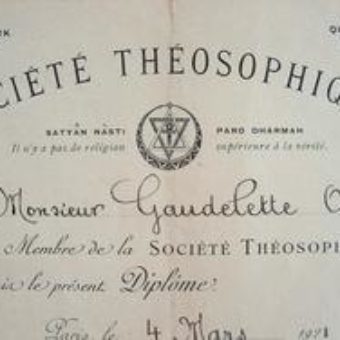 CIÉTÉ THÉOSOPHIQ
SATYÂN NÂSTI PARO DHARMAH
Il n'y a pas de religion supérieure à la vérité.
Monsieur Gaudelette
Membre de la SOCIÉTÉ THÉOSOPH
le présent Diplôme.
Paris le 4 Mars